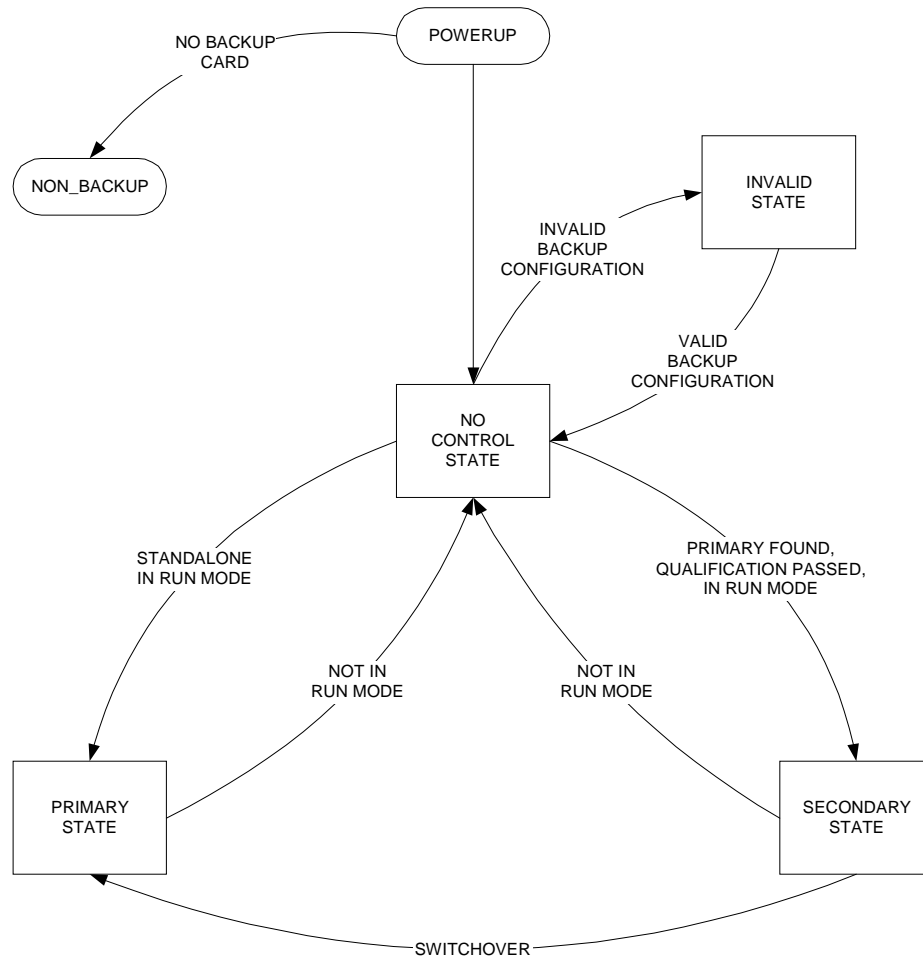 POWERUP
NO BACKUP
CARD
NON_BACKUP
INVALID
STATE
INVALID
BACKUP
CONFIGURATION
VALID
BACKUP
CONFIGURATION
NO
CONTROL
STATE
STANDALONE
IN RUN MODE
PRIMARY FOUND,
QUALIFICATION PASSED,
IN RUN MODE
NOT IN
RUN MODE
NOT IN
RUN MODE
PRIMARY
STATE
SECONDARY
STATE
SWITCHOVER